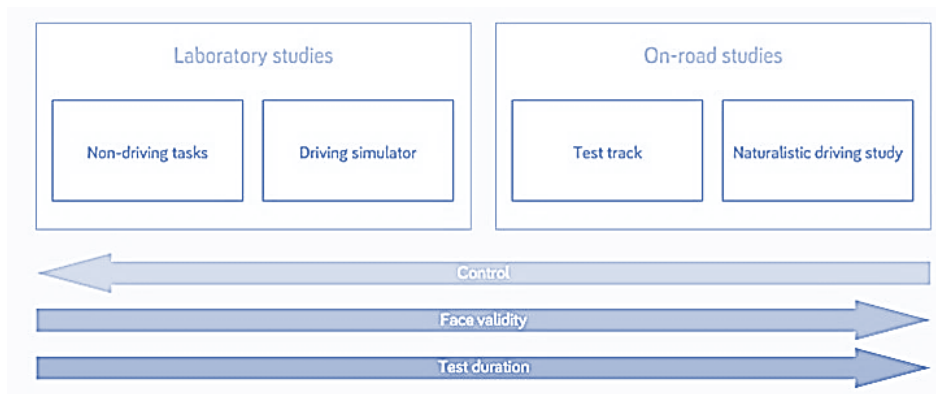 Laboratory studies
On-road studies
Non-driving tasks
Driving simulator
Test track
Naturalistic driving study
Control
Face validity
Test duration